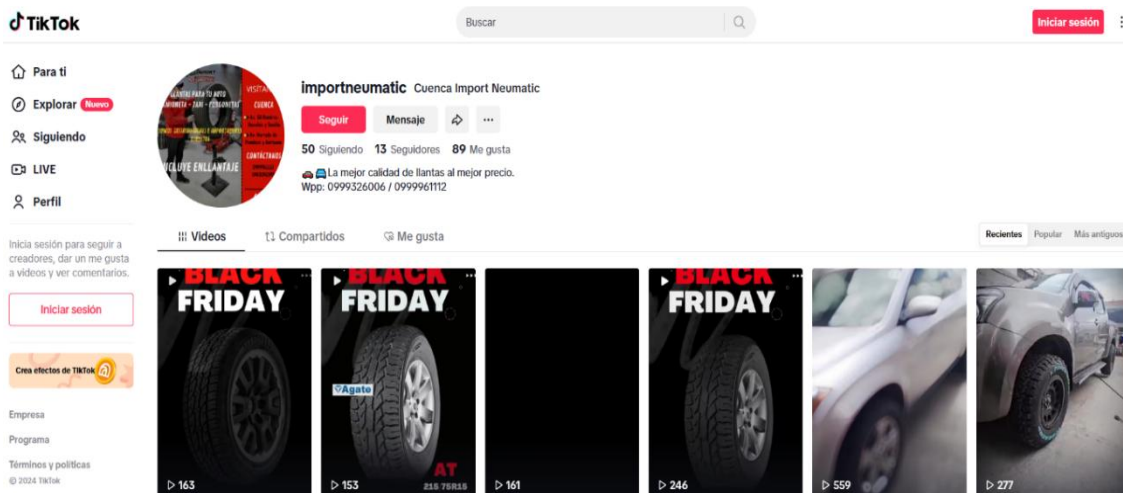 TikTok
Buscar
Iniciar sesión
Para ti
Explorar Nuevo
Siguiendo
LIVE
Perfil
Inicia sesión para seguir a
creadores, dar un me gusta
a videos y ver comentarios.
Iniciar sesión
Crea efectos de TikTok
Empresa
Programa
Términos y políticas
© 2024 TikTok
VISITA
CUENCA
CONTÁCTANOS
importneumatic Cuenca Import Neumatic
Seguir Mensaje
50 Siguiendo 13 Seguidores 89 Me gusta
La mejor calidad de llantas al mejor precio.
Wpp: 0999326006 / 0999961112
Videos Compartidos Me gusta
Recientes Popular Más antiguos
BLACK
FRIDAY
163
BLACK
FRIDAY
Agate
AT
215 75R15
153
161
BLACK
FRIDAY
246
559
277